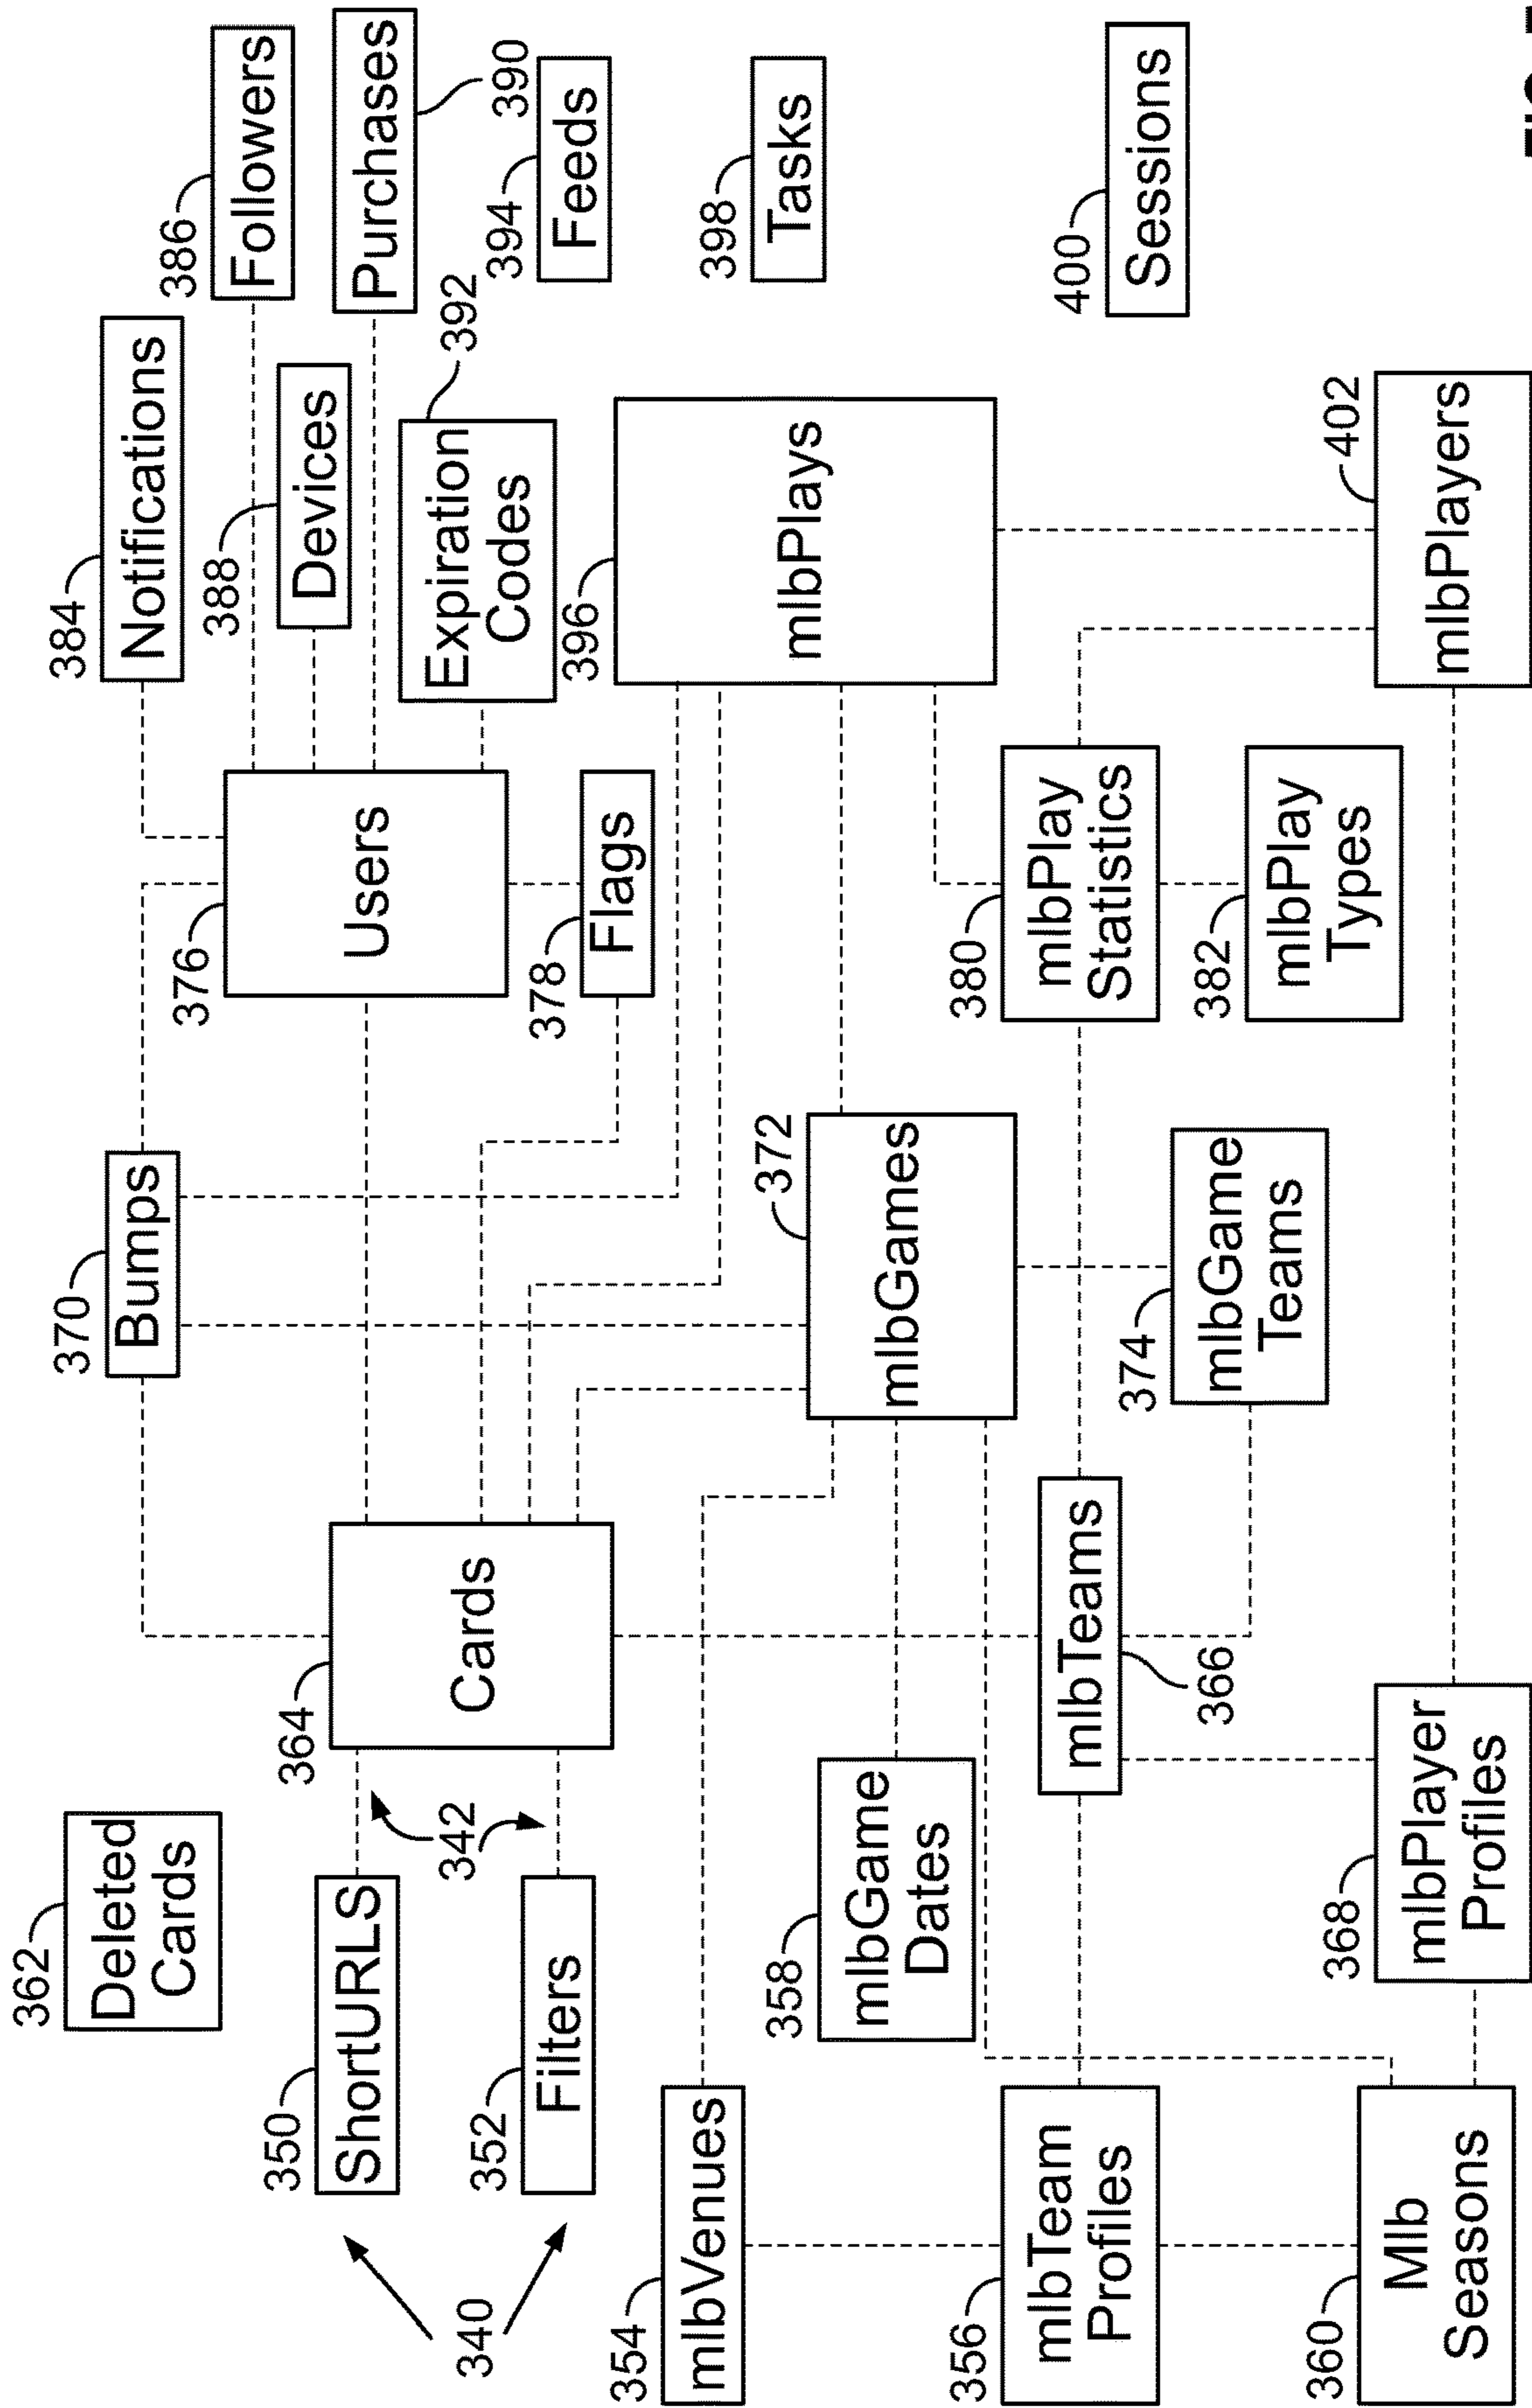 362
Deleted
Cards
350
ShortURLS
340
342
352
Filters
364
Cards
370
Bumps
376
Users
378
Flags
384
Notifications
386
Followers
388
Devices
Purchases
390
392
Expiration
Codes
394
Feeds
354
mlbVenues
358
mlbGame
Dates
372
mlbGames
396
mlbPlays
398
Tasks
356
mlbTeam
Profiles
mlbTeams
366
374
mlbGame
Teams
380
mlbPlay
Statistics
382
mlbPlay
Types
400
Sessions
360
Mlb
Seasons
368
mlbPlayer
Profiles
402
mlbPlayers